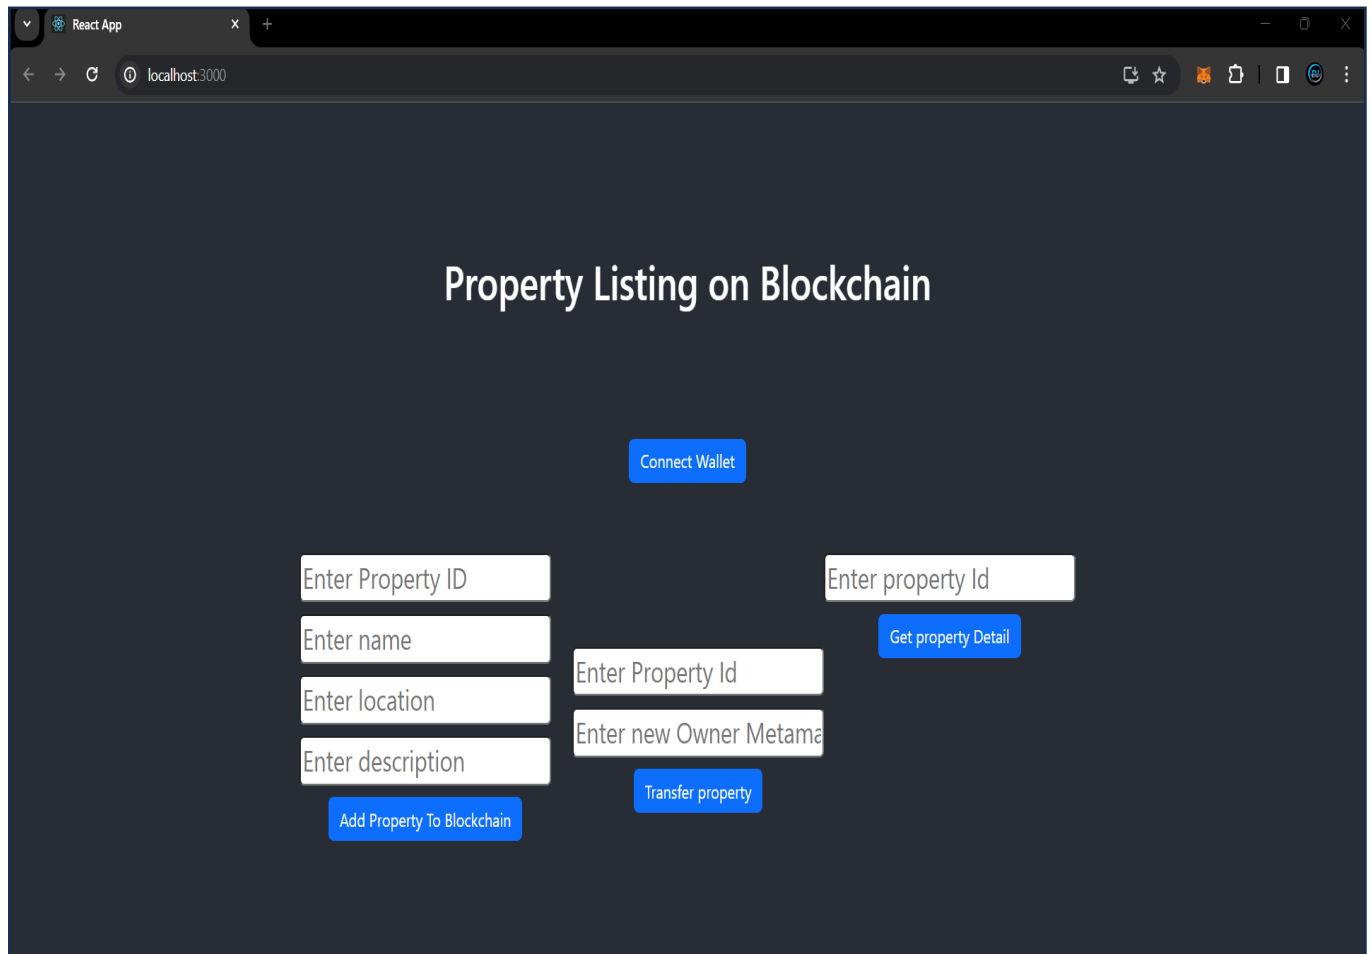 React App
localhost:3000
Property Listing on Blockchain
Connect Wallet
Enter Property ID
Enter name
Enter location
Enter description
Add Property To Blockchain
Enter Property Id
Enter new Owner Metama
Transfer property
Enter property Id
Get property Detail